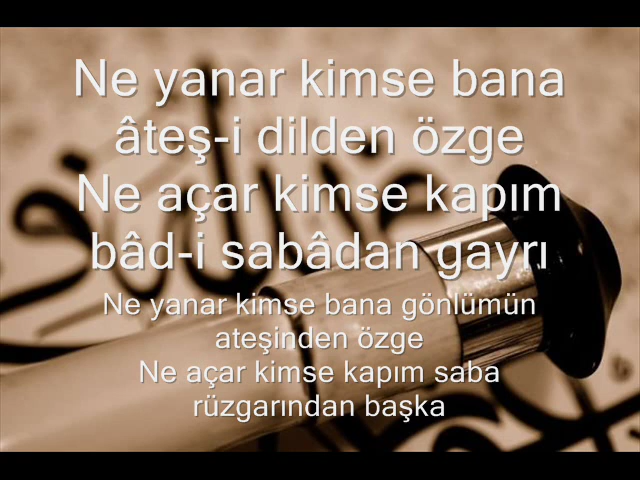 Ne yanar kimse bana
âteş-i dilden özge
Ne açar kimse kapım
bâd-i sabâdan gayrı
Ne yanar kimse bana gönlümün
ateşinden özge
Ne açar kimse kapım saba
rüzgarından başka